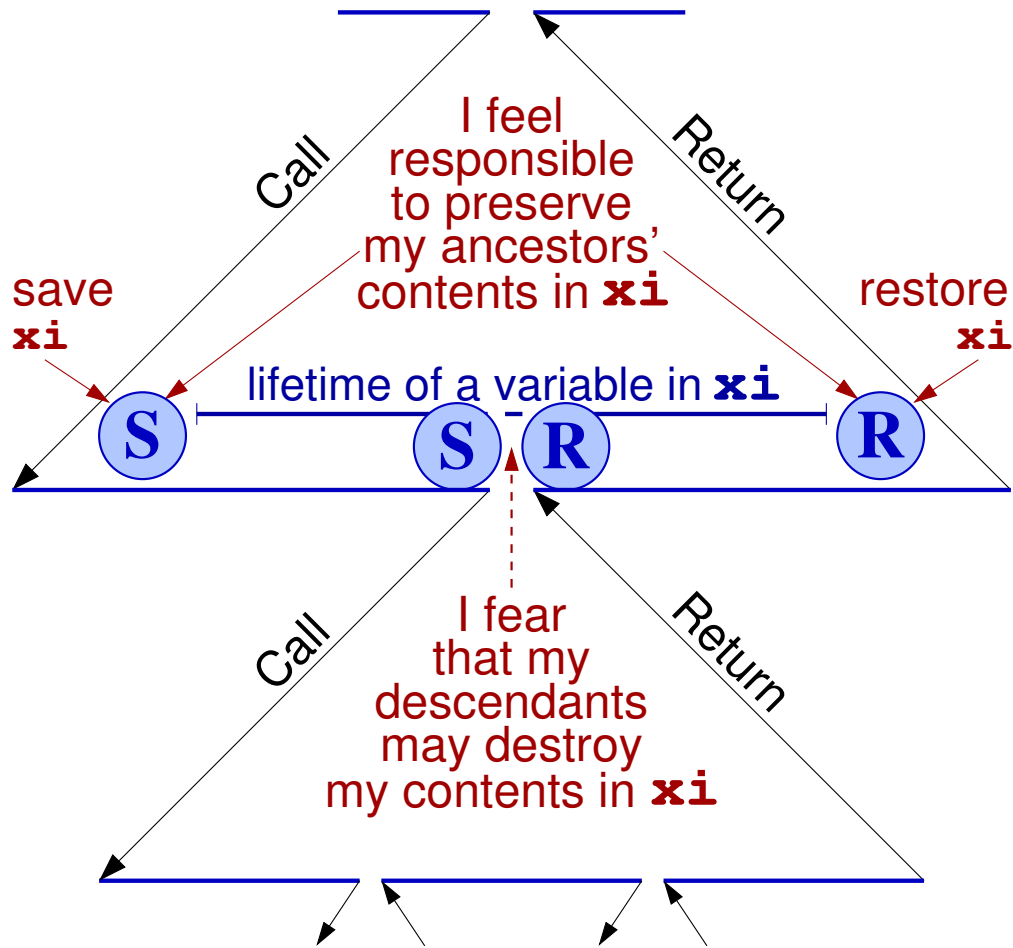 Call
I feel
responsible
to preserve
my ancestors’
contents in xi
Return
save
xi
restore
xi
lifetime of a variable in xi
S
S
R
R
Call
I fear
that my
descendants
may destroy
my contents in xi
Return